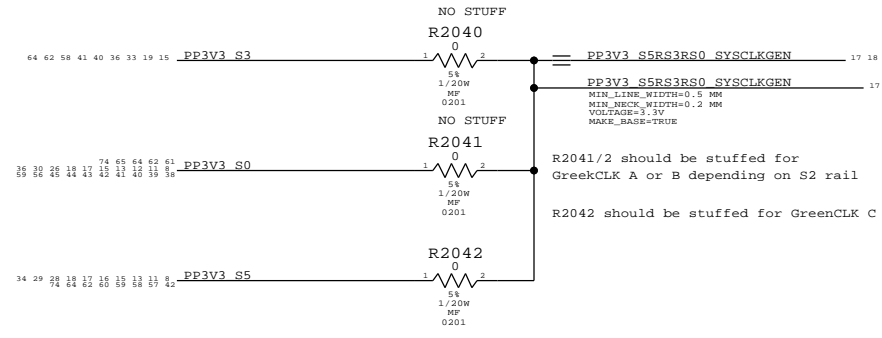 NO STUFF
R2040
0
64 62 58 41 40 36 33 19 15 PP3V3_S3
1 2
PP3V3_S5RS3RS0_SYSCLKGEN 17 18
5%
1/20W
MF
0201
PP3V3_S5RS3RS0_SYSCLKGEN 17
MIN_LINE_WIDTH=0.5 MM
MIN_NECK_WIDTH=0.2 MM
VOLTAGE=3.3V
MAKE_BASE=TRUE
NO STUFF
R2041
0
74 65 64 62 61
36 30 26 18 17 15 13 12 11 8 PP3V3_S0
59 56 45 44 43 42 41 40 39 38
1 2
5%
1/20W
MF
0201
R2041/2 should be stuffed for
GreekCLK A or B depending on S2 rail
R2042 should be stuffed for GreenCLK C
R2042
0
34 29 28 18 17 16 15 13 11 8 PP3V3_S5
74 64 62 60 59 58 57 42
1 2
5%
1/20W
MF
0201